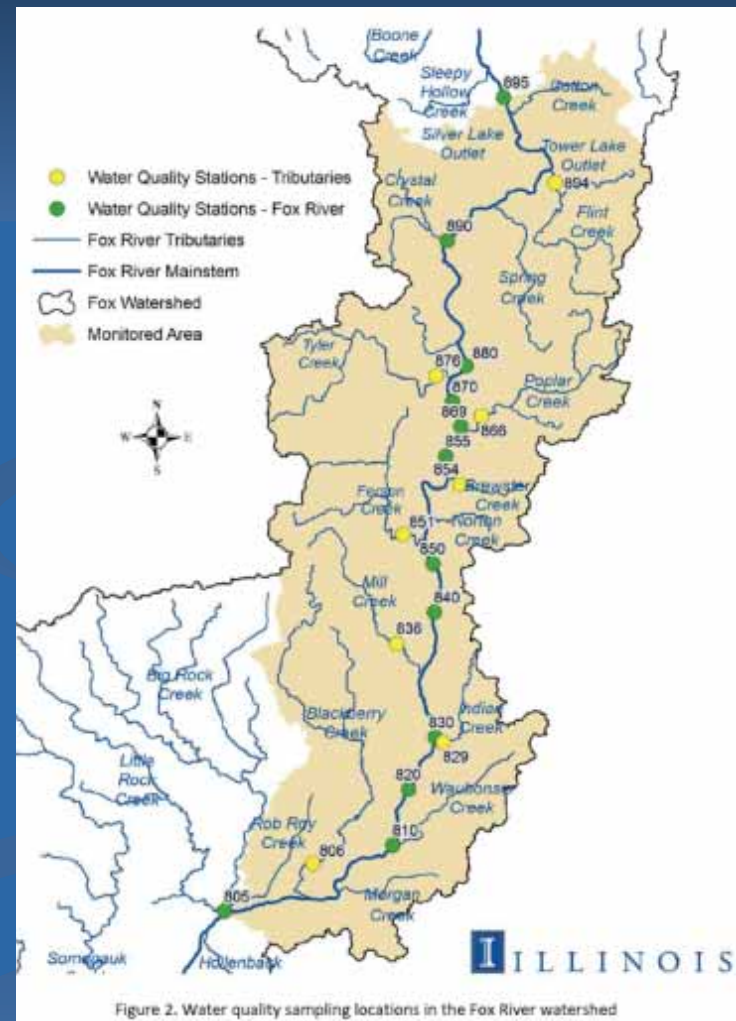 Boone
Creek
Sleepy
Hollow
Creek
895
Cotton
Creek
Silver Lake
Outlet
Tower Lake
Outlet
894
Water Quality Stations - Tributaries
Water Quality Stations - Fox River
Fox River Tributaries
Fox River Mainstem
Fox Watershed
Monitored Area
Crystal
Creek
890
Flint
Creek
Spring
Creek
N
W
E
S
Tyler
Creek
876
880
870
869
Poplar
Creek
866
855
854
Brewster
Creek
Ferson
Creek
851
Norton
Creek
850
Mill
Creek
840
836
Big Rock
Creek
Blackberry
Creek
830
Indian
Creek
829
Little
Rock
Creek
820
Waubonsie
Creek
Rob Roy
Creek
806
810
805
Morgan
Creek
Somonauk
Hollenback
I ILLINOIS
Figure 2. Water quality sampling locations in the Fox River watershed